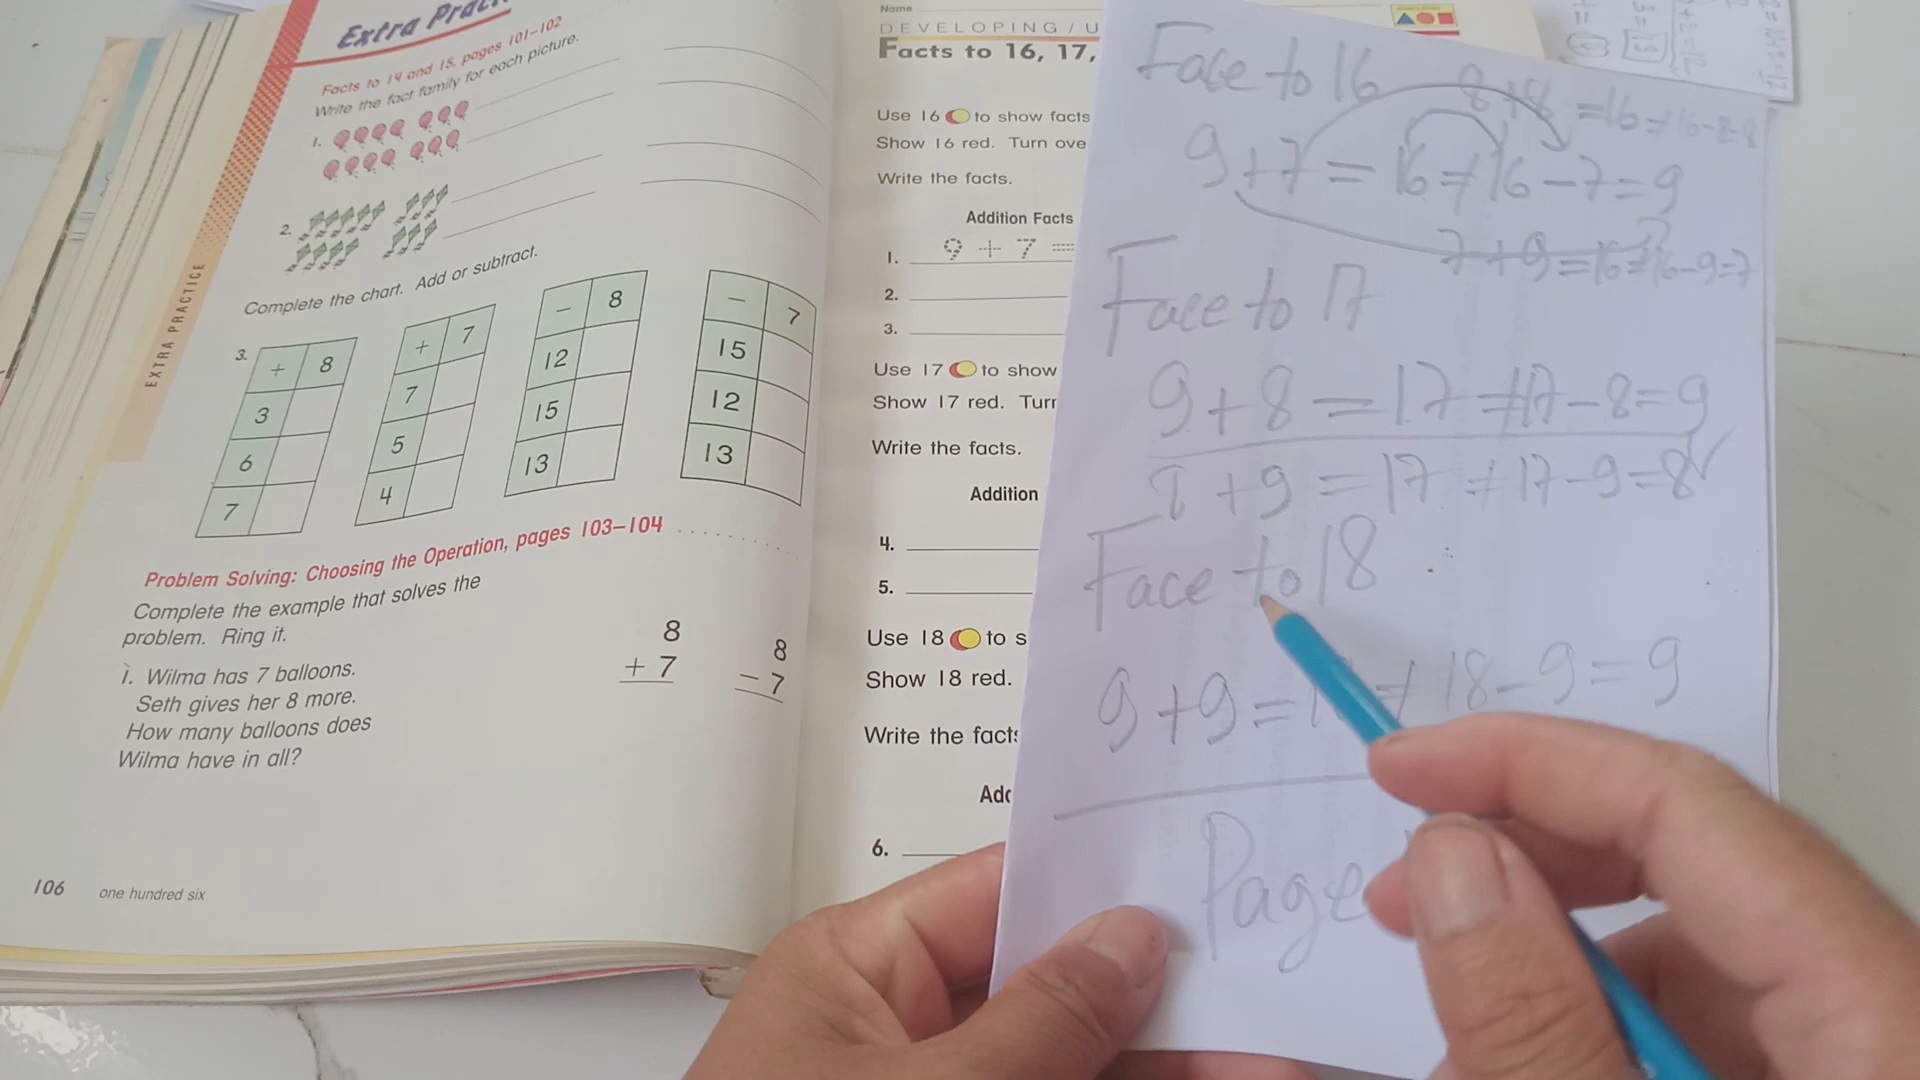 Extra
Facts to 14 and 15, pages 101–102
Write the fact family for each picture.
1.
2.
Complete the chart. Add or subtract.
3.
+ 8
3
6
7
+ 7
7
5
4
− 8
12
15
13
− 7
15
12
13
EXTRA PRACTICE
Problem Solving: Choosing the Operation, pages 103–104
Complete the example that solves the
problem. Ring it.
1. Wilma has 7 balloons.
Seth gives her 8 more.
How many balloons does
Wilma have in all?
8
+ 7
8
− 7
106 one hundred six
Name
DEVELOPING / U
Facts to 16, 17,
Use 16 to show facts
Show 16 red. Turn ove
Write the facts.
Addition Facts
1. 9 + 7 =
2.
3.
Use 17 to show
Show 17 red. Turn
Write the facts.
Addition
4.
5.
Use 18 to s
Show 18 red.
Write the facts
Add
6.
Face to 16
8+8=16≠16-8-8
9+7=16≠16-7=9
7+9=16≠16-9=7
Face to 17
9+8=17≠17-8=9
8+9=17≠17-9=8
Face to 18
9+9=1 ≠ 18-9=9
Page